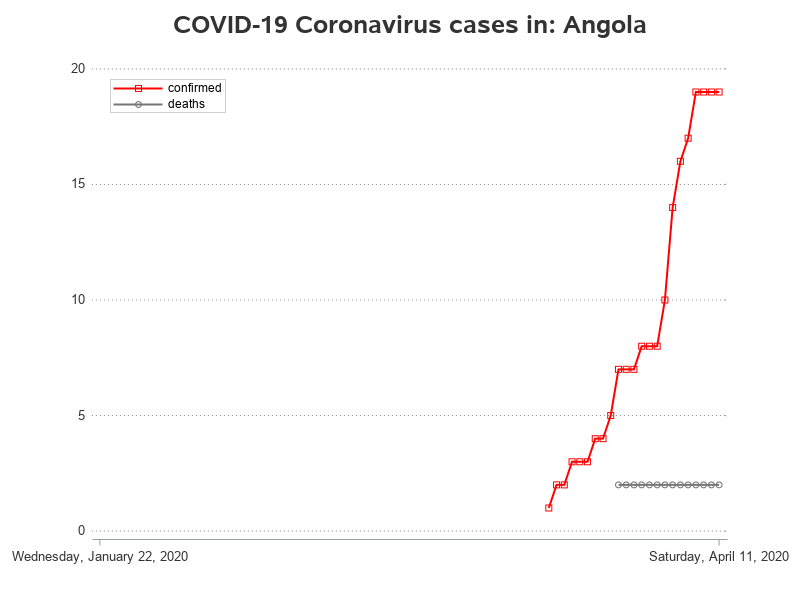 COVID-19 Coronavirus cases in: Angola
20
confirmed
deaths
15
10
5
0
Wednesday, January 22, 2020 Saturday, April 11, 2020